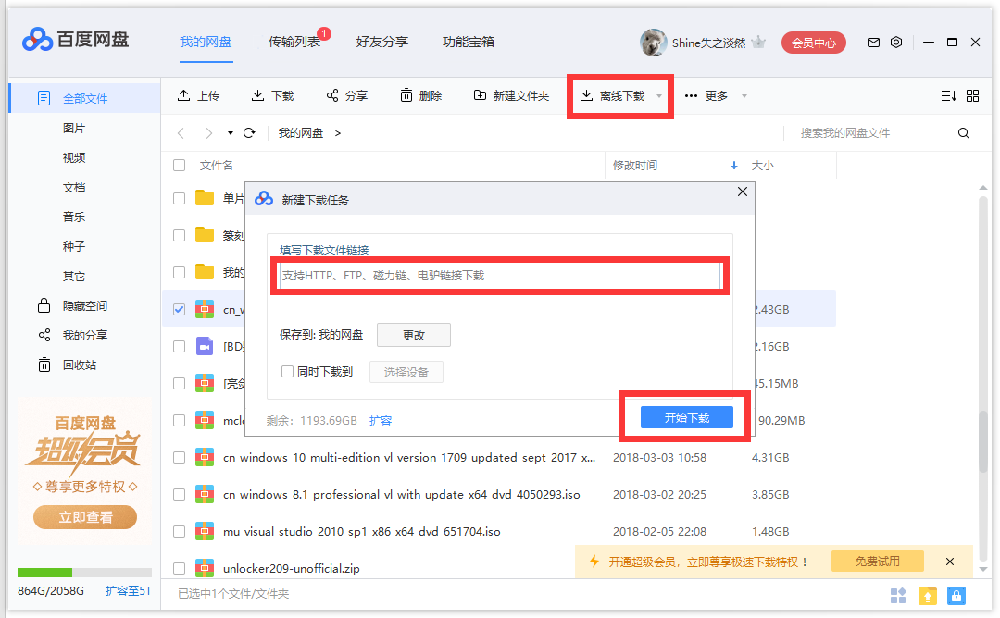 百度网盘
我的网盘 传输列表 1 好友分享 功能宝箱
Shine失之淡然 会员中心
全部文件
图片
视频
文档
音乐
种子
其它
隐藏空间
我的分享
回收站
百度网盘
超级会员
尊享更多特权
立即查看
864G/2058G 扩容至5T
上传 下载 分享 删除 新建文件夹 离线下载 更多
我的网盘 > 搜索我的网盘文件
文件名 修改时间 大小
单片
篆刻
我的
cn_w 2.43GB
[BD 2.16GB
[亮剑 45.15MB
mclo 190.29MB
新建下载任务
填写下载文件链接
支持HTTP、FTP、磁力链、电驴链接下载
保存到: 我的网盘 更改
同时下载到 选择设备
剩余: 1193.69GB 扩容 开始下载
cn_windows_10_multi-edition_vl_version_1709_updated_sept_2017_x... 2018-03-03 10:58 4.31GB
cn_windows_8.1_professional_vl_with_update_x64_dvd_4050293.iso 2018-03-02 20:25 3.85GB
mu_visual_studio_2010_sp1_x86_x64_dvd_651704.iso 2018-02-05 22:08 1.48GB
unlocker209-unofficial.zip
开通超级会员，立即尊享极速下载特权！ 免费试用
已选中1个文件/文件夹